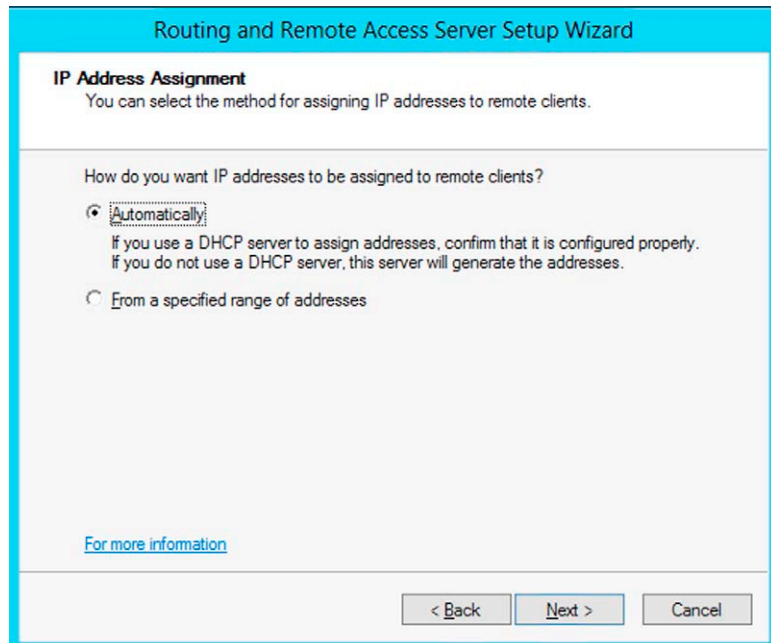 Routing and Remote Access Server Setup Wizard
IP Address Assignment
You can select the method for assigning IP addresses to remote clients.
How do you want IP addresses to be assigned to remote clients?
Automatically
If you use a DHCP server to assign addresses, confirm that it is configured properly.
If you do not use a DHCP server, this server will generate the addresses.
From a specified range of addresses
For more information
< Back
Next >
Cancel